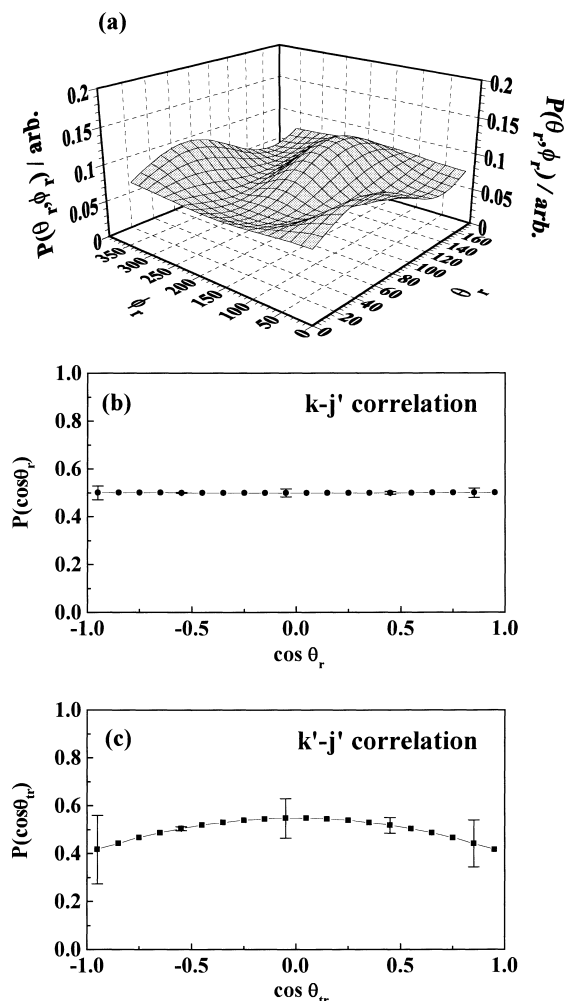 (a)
0.2
0.15
0.1
0.05
0
P(θr,ϕr) / arb.
0.2
0.15
0.1
0.05
0
P(θr,ϕr) / arb.
350
300
250
200
150
100
50
0
ϕr
0
20
40
60
80
100
120
140
160
θr
(b)
k-j' correlation
1.0
0.8
0.6
0.4
0.2
0.0
P(cosθr)
-1.0 -0.5 0.0 0.5 1.0
cos θr
(c)
k'-j' correlation
1.0
0.8
0.6
0.4
0.2
0.0
P(cosθtr)
-1.0 -0.5 0.0 0.5 1.0
cos θtr